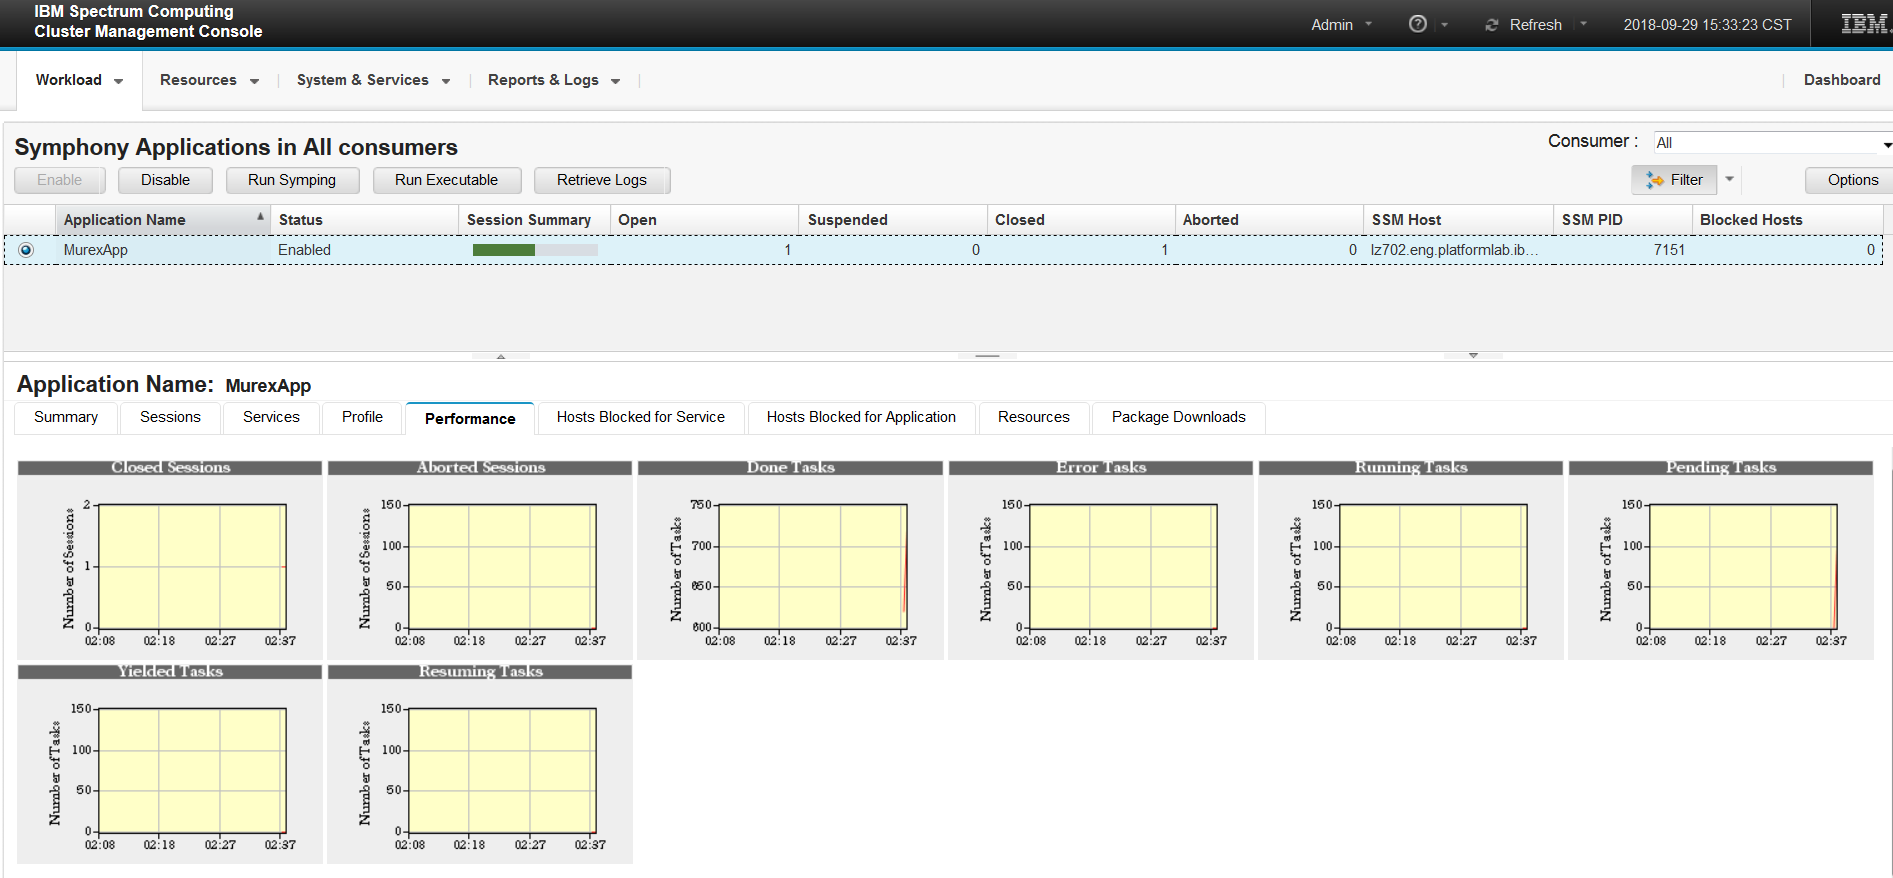 IBM Spectrum Computing
Cluster Management Console
Admin Refresh 2018-09-29 15:33:23 CST IBM.
Workload Resources System & Services Reports & Logs Dashboard
Symphony Applications in All consumers
Consumer : All
Enable Disable Run Symping Run Executable Retrieve Logs Filter Options
Application Name Status Session Summary Open Suspended Closed Aborted SSM Host SSM PID Blocked Hosts
MurexApp Enabled 1 0 1 0 lz702.eng.platformlab.ib... 7151 0
Application Name: MurexApp
Summary Sessions Services Profile Performance Hosts Blocked for Service Hosts Blocked for Application Resources Package Downloads
Closed Sessions
Number of Sessions
2
1
0
02:08 02:18 02:27 02:37
Aborted Sessions
Number of Sessions
150
100
50
0
02:08 02:18 02:27 02:37
Done Tasks
Number of Tasks
750
700
650
600
02:08 02:18 02:27 02:37
Error Tasks
Number of Tasks
150
100
50
0
02:08 02:18 02:27 02:37
Running Tasks
Number of Tasks
150
100
50
0
02:08 02:18 02:27 02:37
Pending Tasks
Number of Tasks
150
100
50
0
02:08 02:18 02:27 02:37
Yielded Tasks
Number of Tasks
150
100
50
0
02:08 02:18 02:27 02:37
Resuming Tasks
Number of Tasks
150
100
50
0
02:08 02:18 02:27 02:37